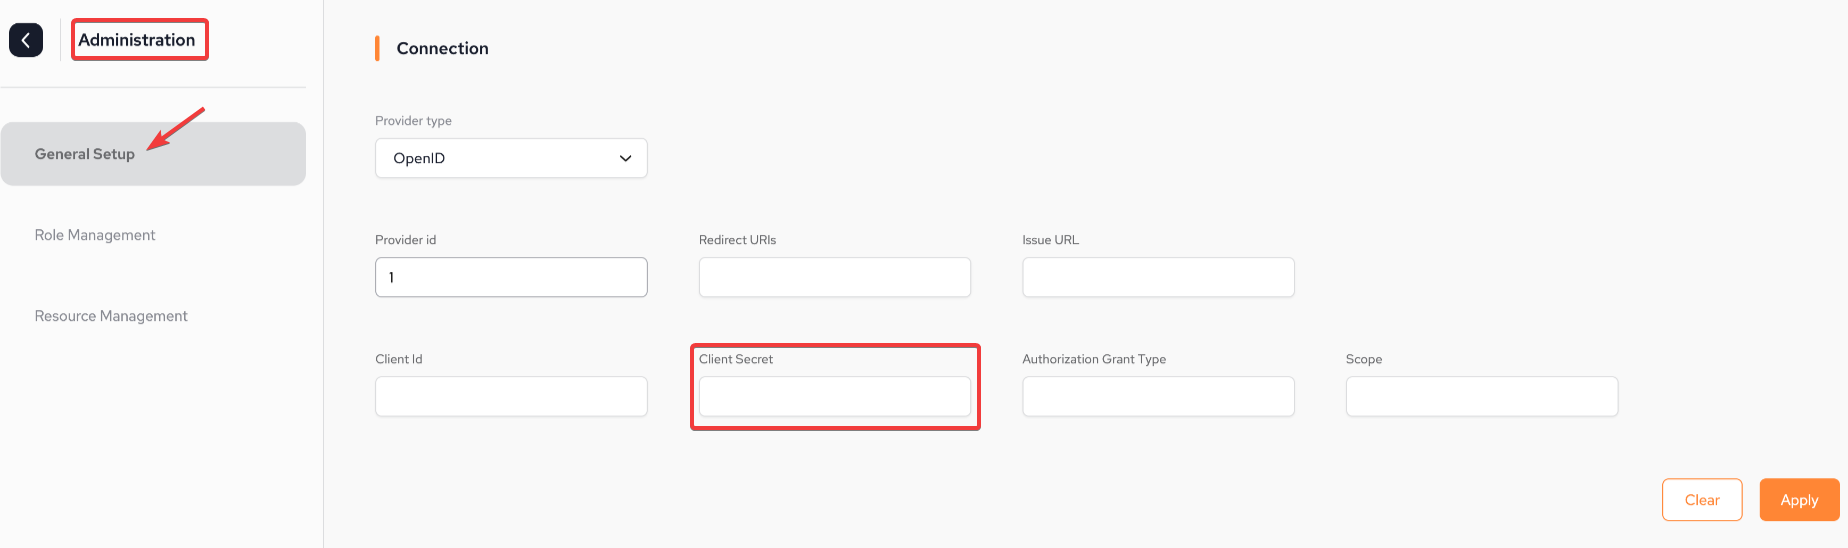 Administration
General Setup
Role Management
Resource Management
Connection
Provider type
OpenID
Provider id
Redirect URIs
Issue URL
1
Client Id
Client Secret
Authorization Grant Type
Scope
Clear
Apply